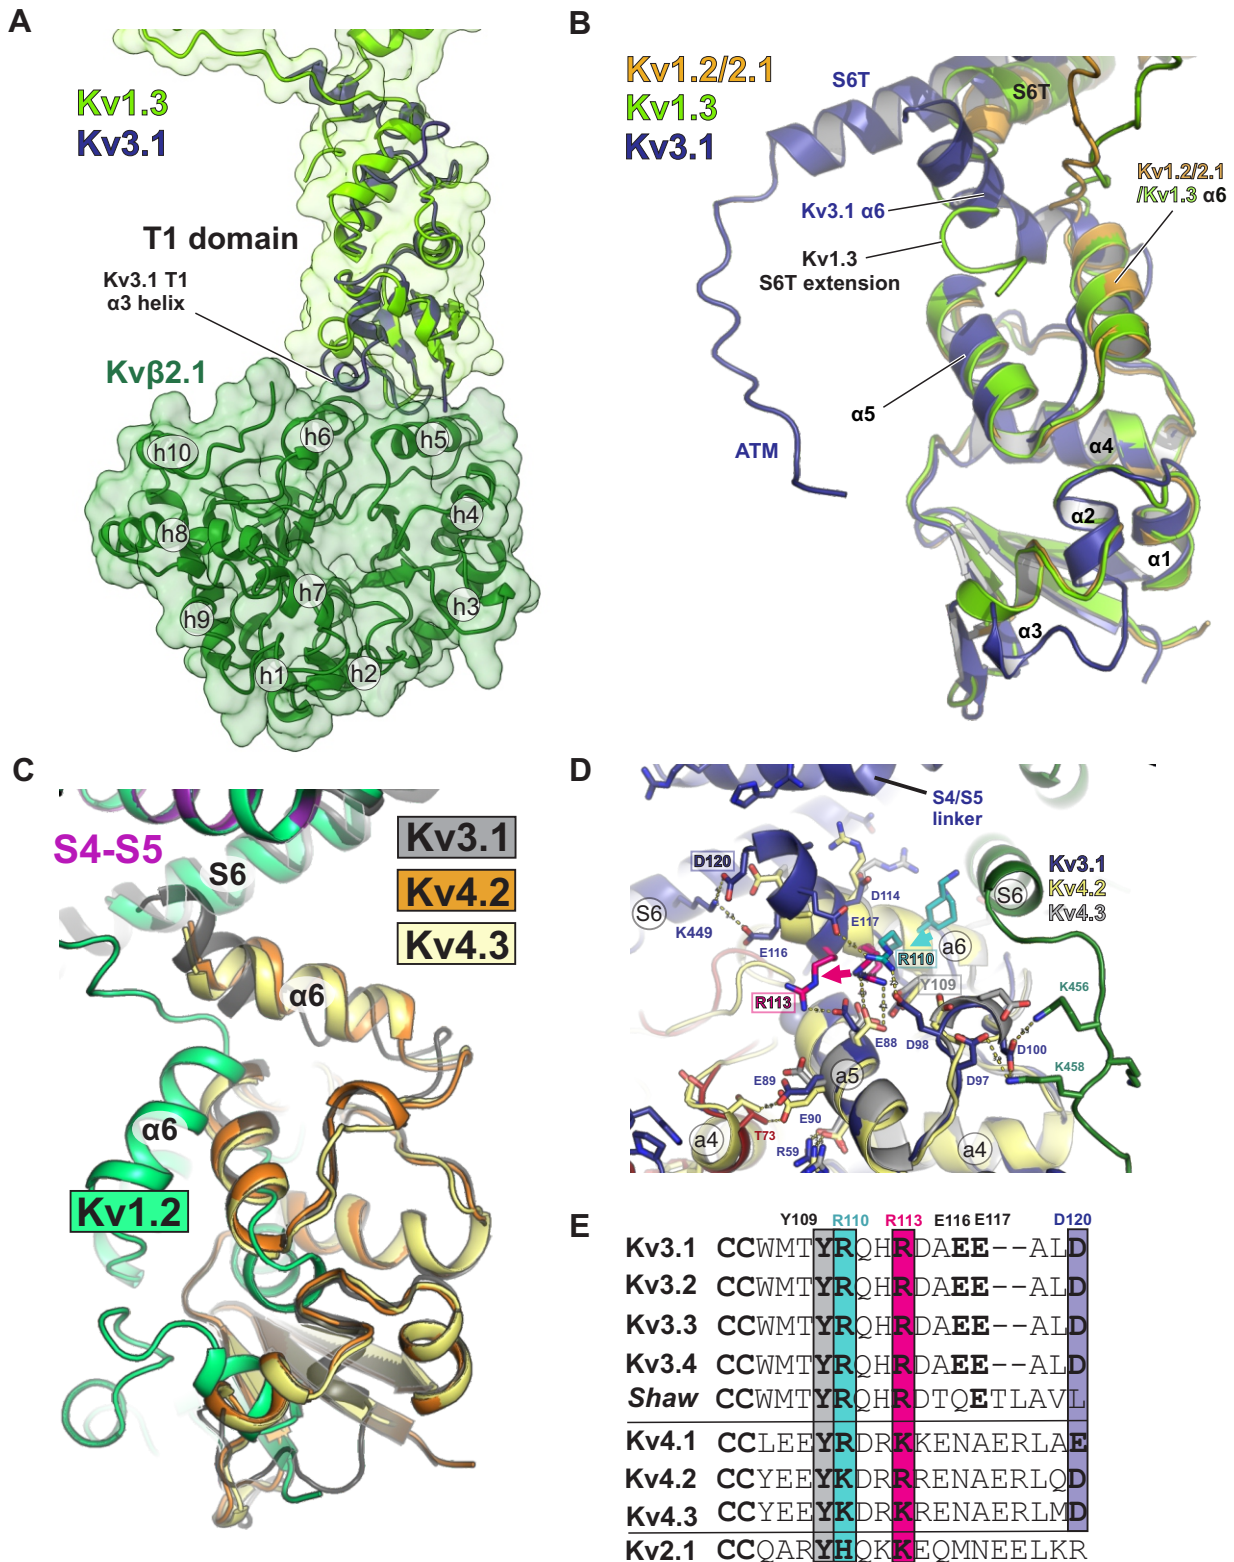 A
Kv1.3
Kv3.1
T1 domain
Kv3.1 T1
α3 helix
Kvβ2.1
h10
h6
h5
h8
h4
h7
h9
h3
h1
h2
B
Kv1.2/2.1
Kv1.3
Kv3.1
S6T
S6T
Kv1.2/2.1
/Kv1.3 α6
Kv3.1 α6
Kv1.3
S6T extension
α5
ATM
α4
α2
α1
α3
C
S4-S5
S6
Kv3.1
Kv4.2
Kv4.3
α6
α6
Kv1.2
D
S4/S5
linker
Kv3.1
Kv4.2
Kv4.3
D120
S6
S6
D114
K449
E117
E116
R110
a6
Y109
R113
K456
E88
D98
D100
D97
K458
E89
a5
E90
a4
T73
R59
a4
E
Y109 R110 R113 E116 E117 D120
Kv3.1 CCWMTYRQHRDAEE--ALD
Kv3.2 CCWMTYRQHRDAEE--ALD
Kv3.3 CCWMTYRQHRDAEE--ALD
Kv3.4 CCWMTYRQHRDAEE--ALD
Shaw CCWMTYRQHRDTQETLAVL
Kv4.1 CCLEEYRDRKKENAERLAE
Kv4.2 CCYEEYKDRRRENAERLQD
Kv4.3 CCYEEYKDRKRENAERLMD
Kv2.1 CCQARYHQKKEQMNEELKR